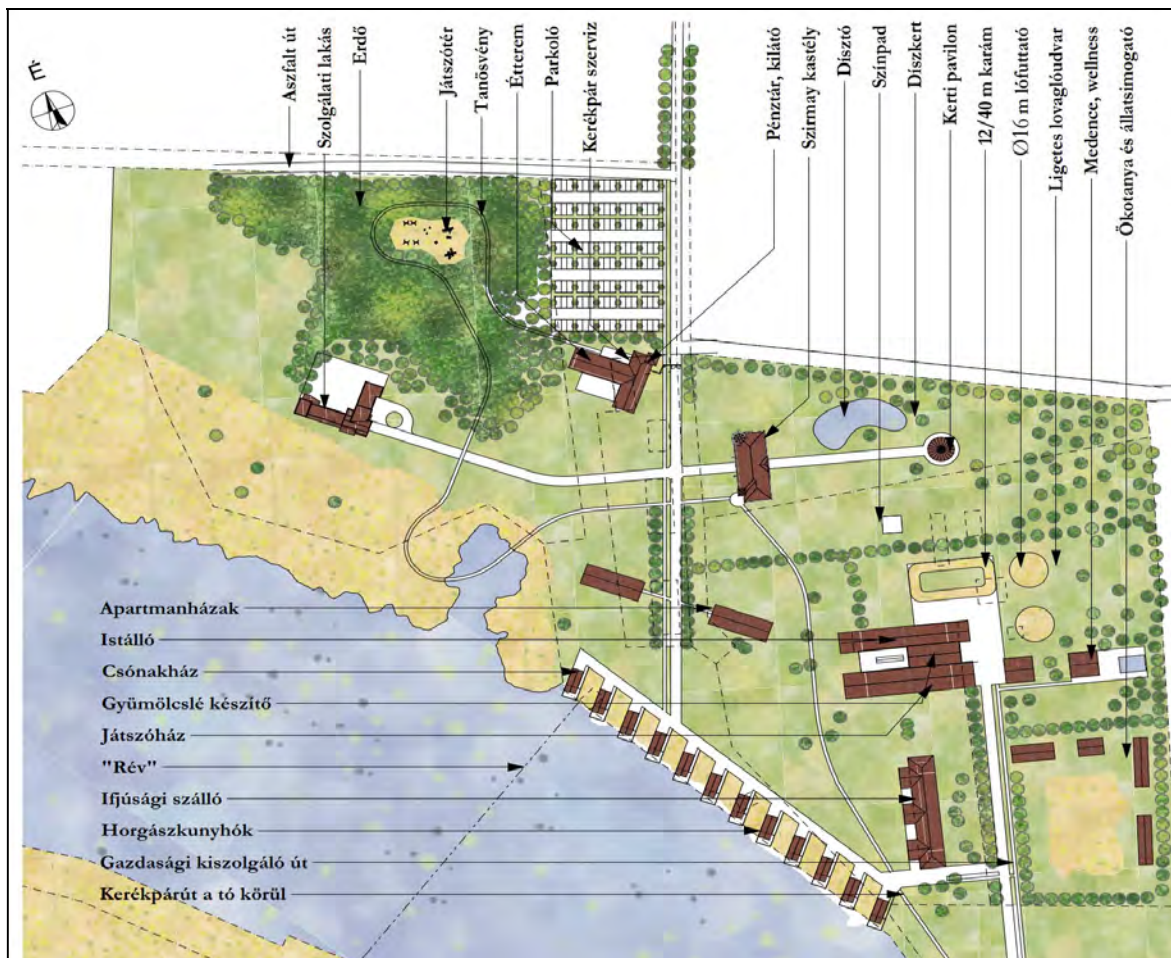 É
Aszfalt út
Szolgálati lakás
Erdő
Játszótér
Tanösvény
Étterem
Parkoló
Kerékpár szerviz
Pénztár, kilátó
Szirmay kastély
Dísztó
Színpad
Díszkert
Kerti pavilon
12/40 m karám
Ø16 m lófuttató
Ligetes lovaglóudvar
Medence, wellness
Ökotanya és állatsimogató
Apartmanházak
Istálló
Csónakház
Gyümölcslé készítő
Játszóház
"Rév"
Ifjúsági szálló
Horgászkunyhók
Gazdasági kiszolgáló út
Kerékpárút a tó körül